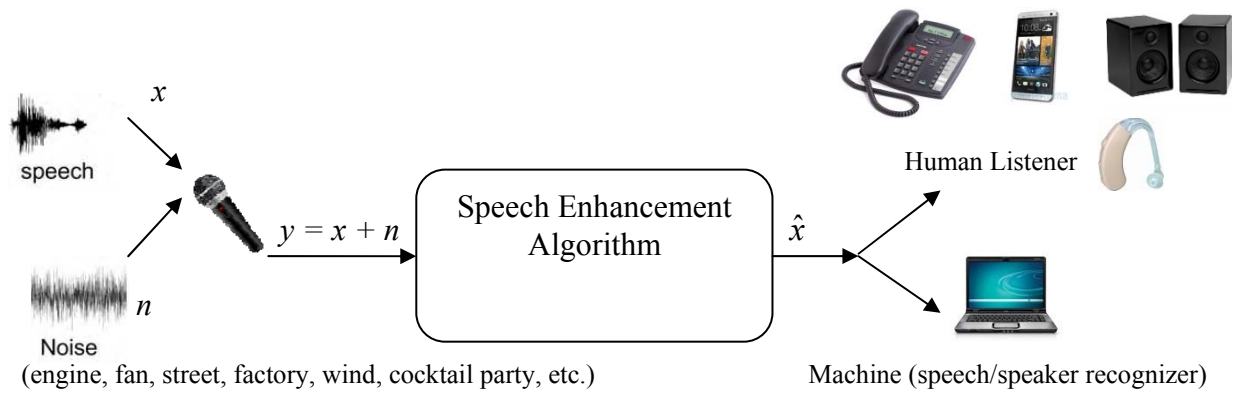 x
speech
Speech Enhancement
Algorithm
Human Listener
y = x + n
x̂
n
Noise
(engine, fan, street, factory, wind, cocktail party, etc.)
Machine (speech/speaker recognizer)